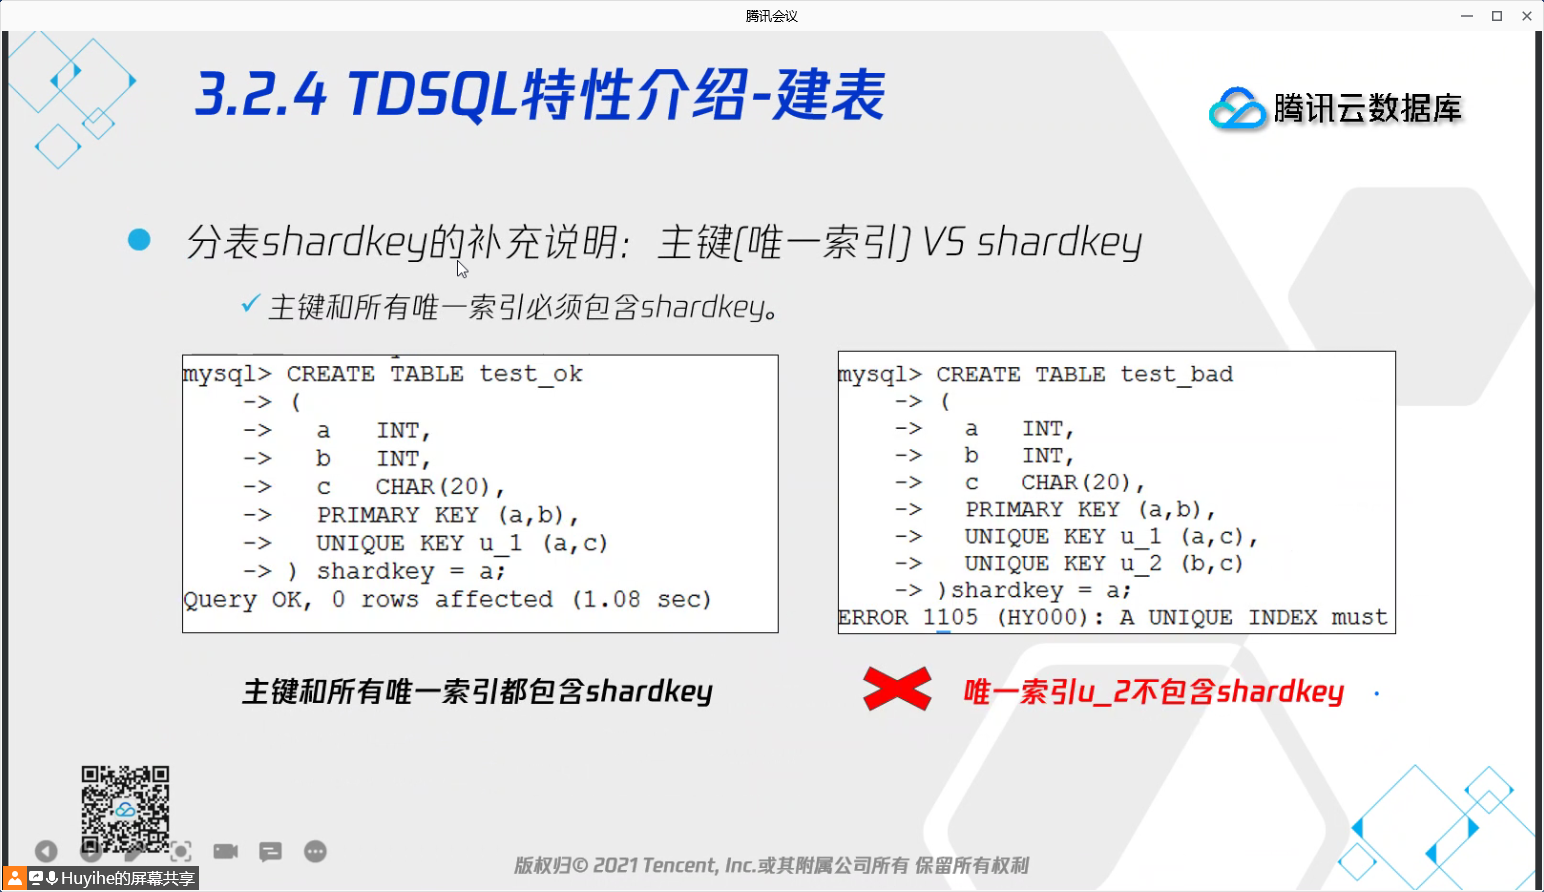 腾讯会议
3.2.4 TDSQL特性介绍-建表
腾讯云数据库
分表shardkey的补充说明：主键(唯一索引) VS shardkey
主键和所有唯一索引必须包含shardkey。
mysql> CREATE TABLE test_ok
-> (
-> a INT,
-> b INT,
-> c CHAR(20),
-> PRIMARY KEY (a,b),
-> UNIQUE KEY u_1 (a,c)
-> ) shardkey = a;
Query OK, 0 rows affected (1.08 sec)
mysql> CREATE TABLE test_bad
-> (
-> a INT,
-> b INT,
-> c CHAR(20),
-> PRIMARY KEY (a,b),
-> UNIQUE KEY u_1 (a,c),
-> UNIQUE KEY u_2 (b,c)
-> )shardkey = a;
ERROR 1105 (HY000): A UNIQUE INDEX must
主键和所有唯一索引都包含shardkey
唯一索引u_2不包含shardkey
版权归© 2021 Tencent, Inc.或其附属公司所有 保留所有权利
Huyihe的屏幕共享